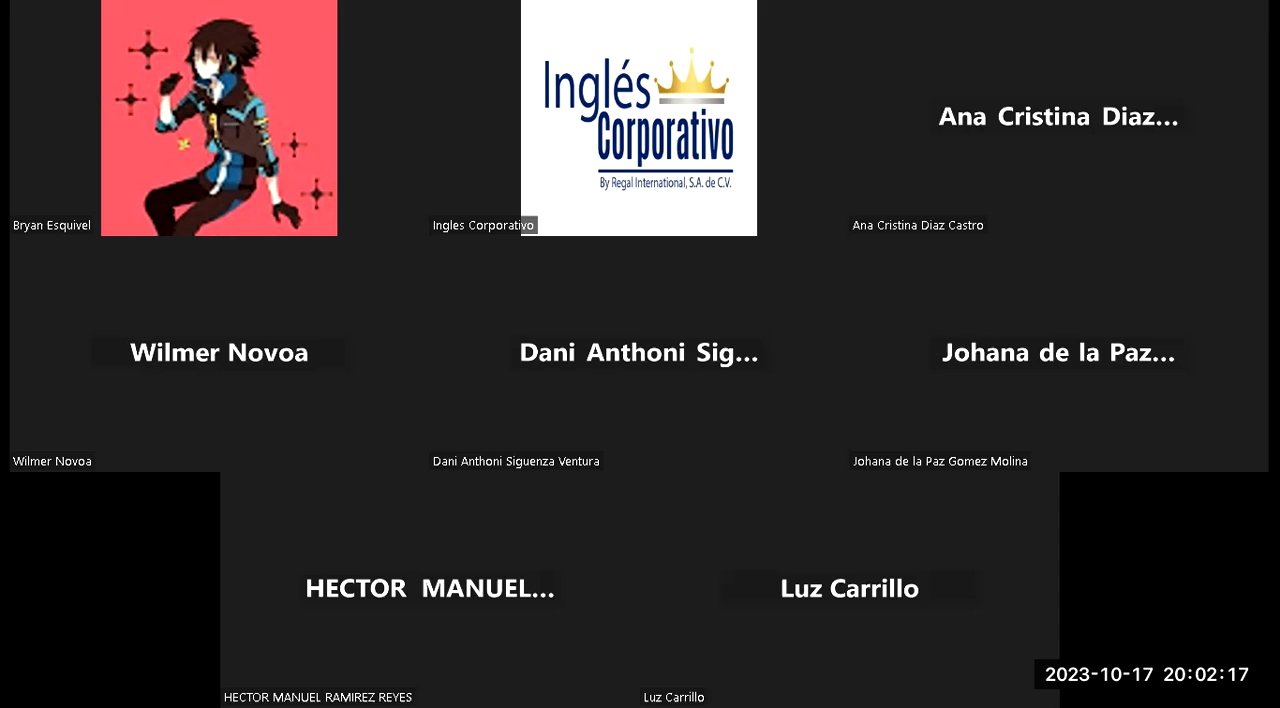 Inglés
Corporativo
By Regal International, S.A. de C.V.
Ana Cristina Diaz...
Bryan Esquivel
Ingles Corporativo
Ana Cristina Diaz Castro
Wilmer Novoa
Dani Anthoni Sig...
Johana de la Paz...
Wilmer Novoa
Dani Anthoni Siguenza Ventura
Johana de la Paz Gomez Molina
HECTOR MANUEL...
Luz Carrillo
2023-10-17 20:02:17
HECTOR MANUEL RAMIREZ REYES
Luz Carrillo